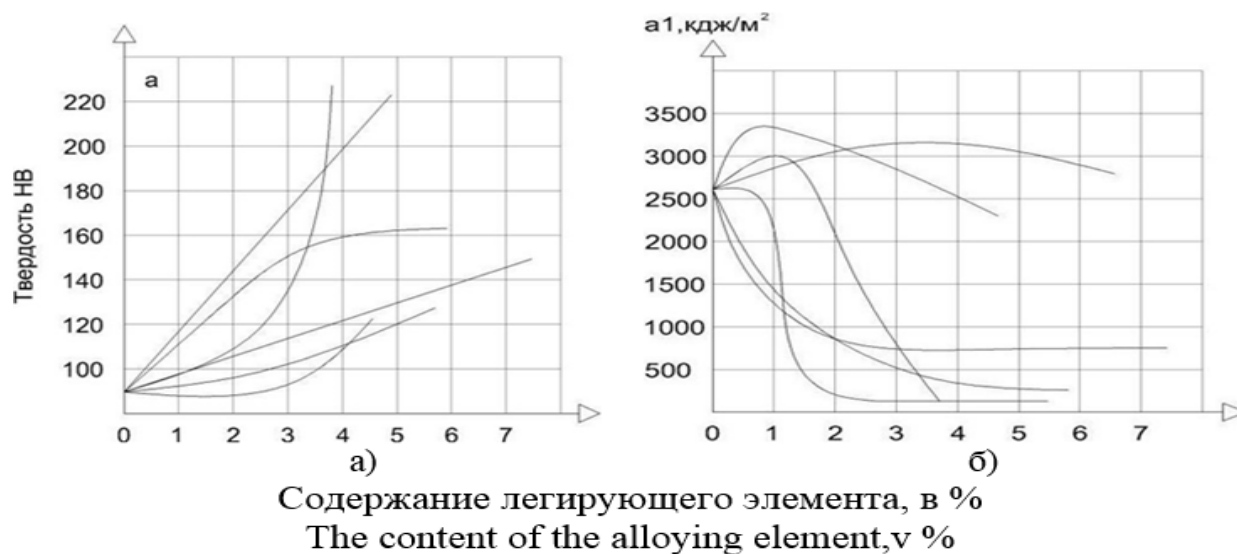 а
Твердость НВ
220
200
180
160
140
120
100
0 1 2 3 4 5 6 7
а)
а1,кдж/м²
3500
3000
2500
2000
1500
1000
500
0 1 2 3 4 5 6 7
б)
Содержание легирующего элемента, в %
The content of the alloying element,v %